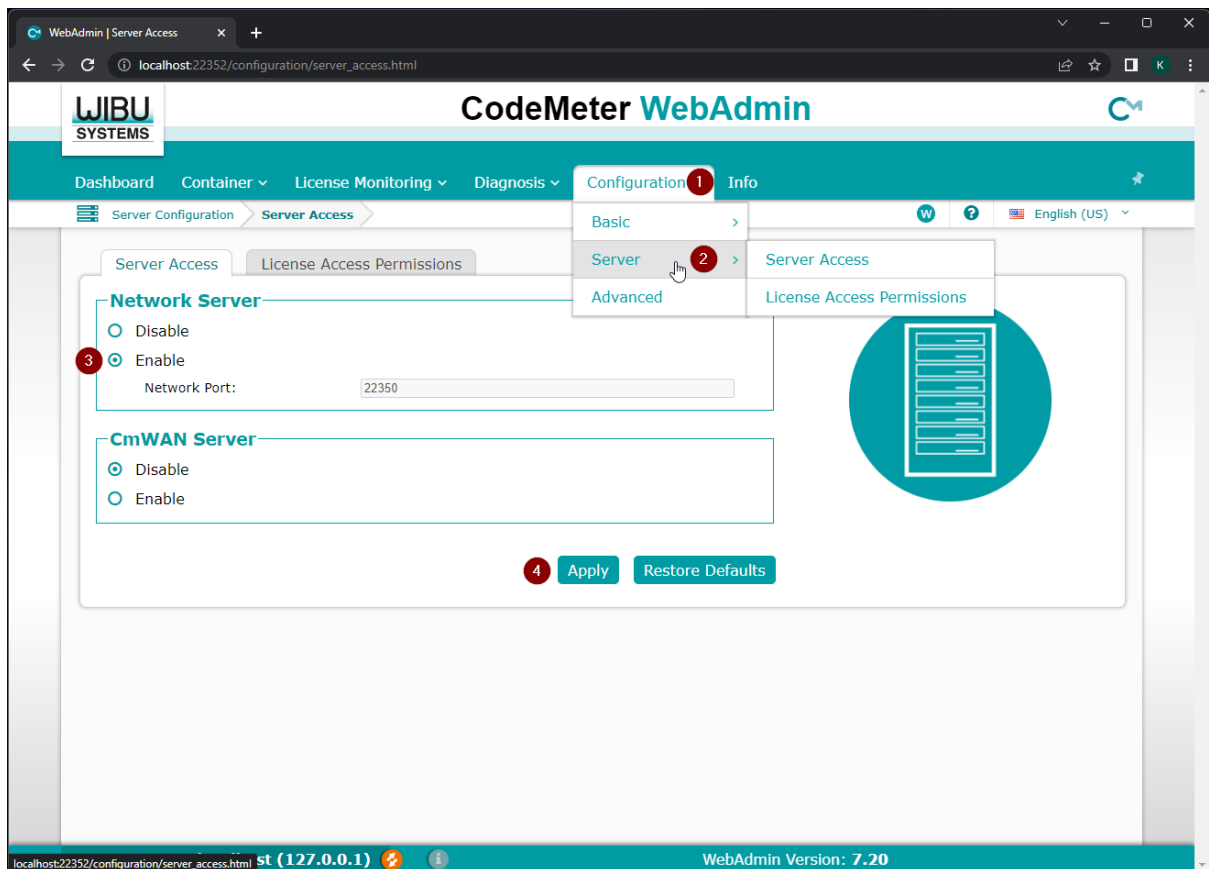 WebAdmin | Server Access
localhost:22352/configuration/server_access.html
K
WIBU
SYSTEMS
CodeMeter WebAdmin
Dashboard Container License Monitoring Diagnosis Configuration 1 Info
Server Configuration Server Access
W ? English (US)
Basic
Server 2 Server Access
Advanced License Access Permissions
Server Access License Access Permissions
Network Server
Disable
3 Enable
Network Port: 22350
CmWAN Server
Disable
Enable
4 Apply Restore Defaults
localhost:22352/configuration/server_access.html st (127.0.0.1) WebAdmin Version: 7.20